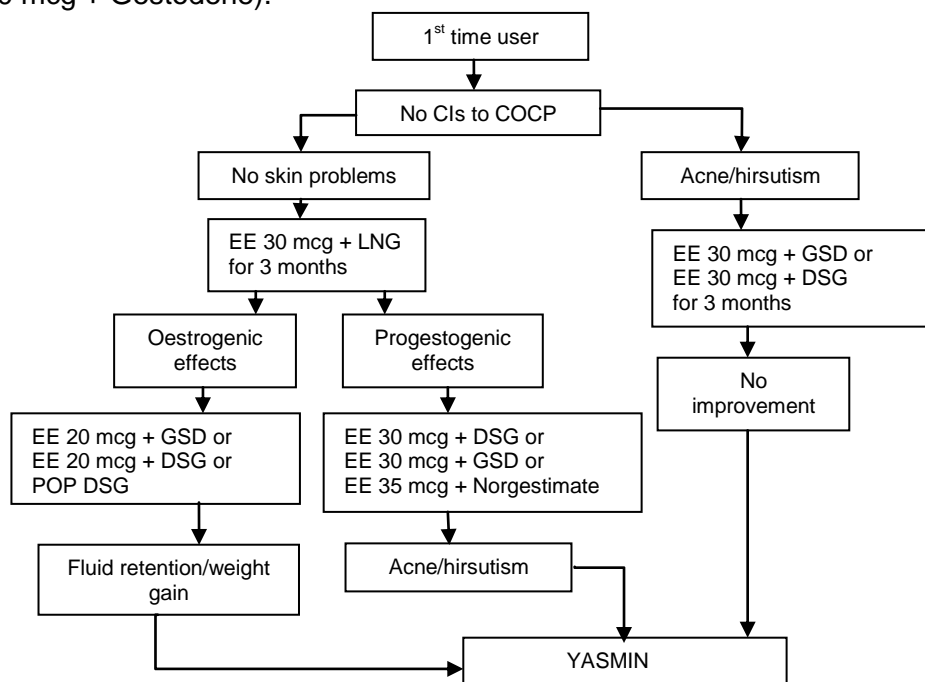 mcg + Gestodene).
1st time user
No CIs to COCP
No skin problems
Acne/hirsutism
EE 30 mcg + LNG
for 3 months
EE 30 mcg + GSD or
EE 30 mcg + DSG
for 3 months
Oestrogenic
effects
Progestogenic
effects
No
improvement
EE 20 mcg + GSD or
EE 20 mcg + DSG or
POP DSG
EE 30 mcg + DSG or
EE 30 mcg + GSD or
EE 35 mcg + Norgestimate
Fluid retention/weight
gain
Acne/hirsutism
YASMIN